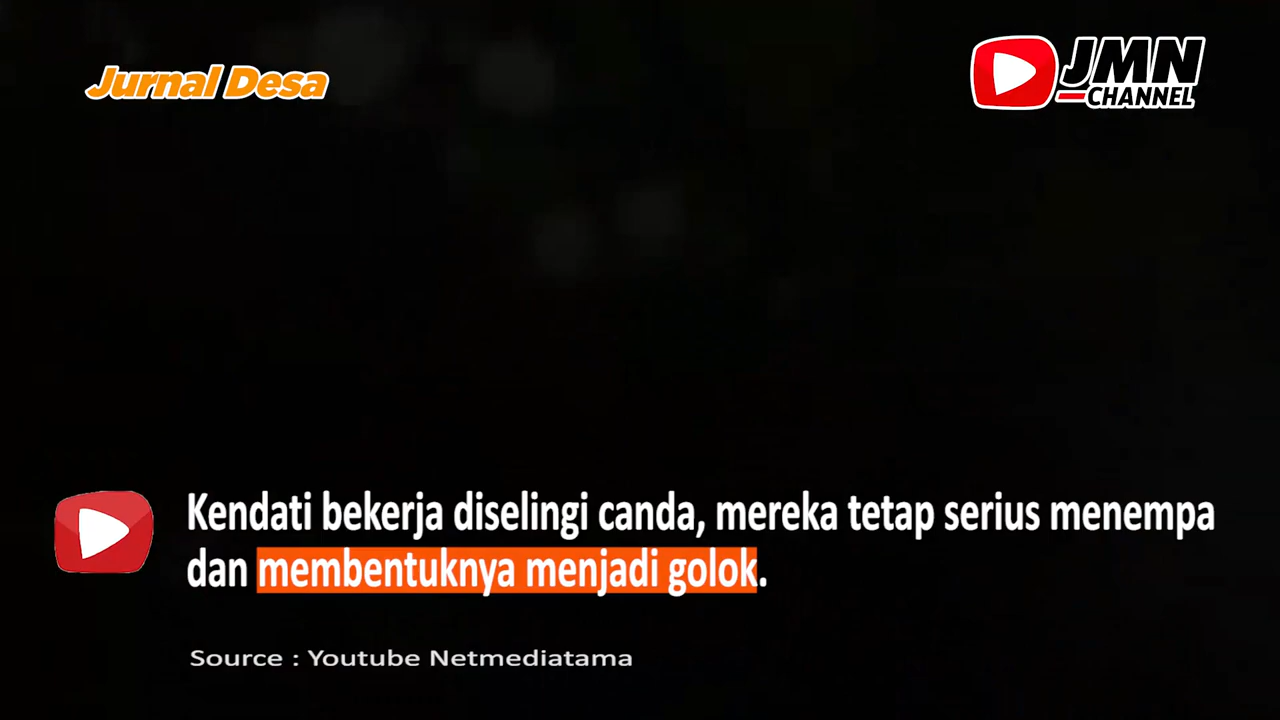 Jurnal Desa
JMN
CHANNEL
Kendati bekerja diselingi canda, mereka tetap serius menempa
dan membentuknya menjadi golok.
Source : Youtube Netmediatama